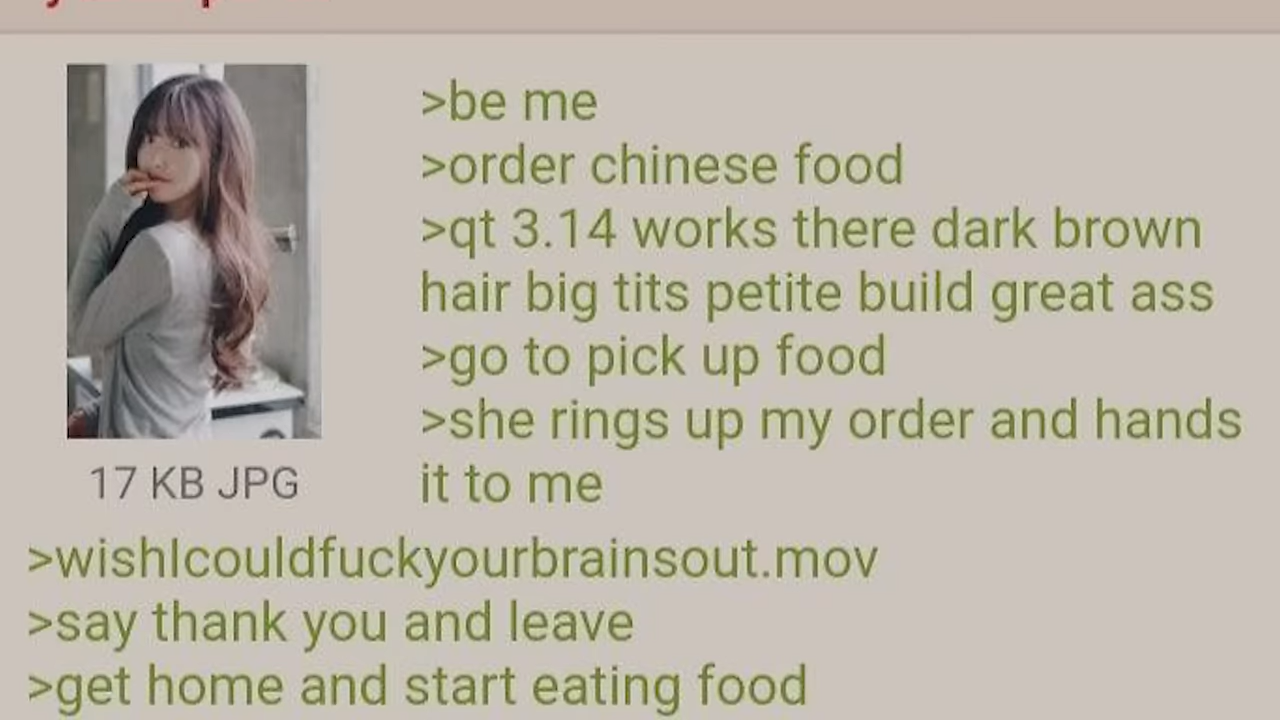 >be me
>order chinese food
>qt 3.14 works there dark brown
hair big tits petite build great ass
>go to pick up food
>she rings up my order and hands
it to me
17 KB JPG
>wishIcouldfuckyourbrainsout.mov
>say thank you and leave
>get home and start eating food